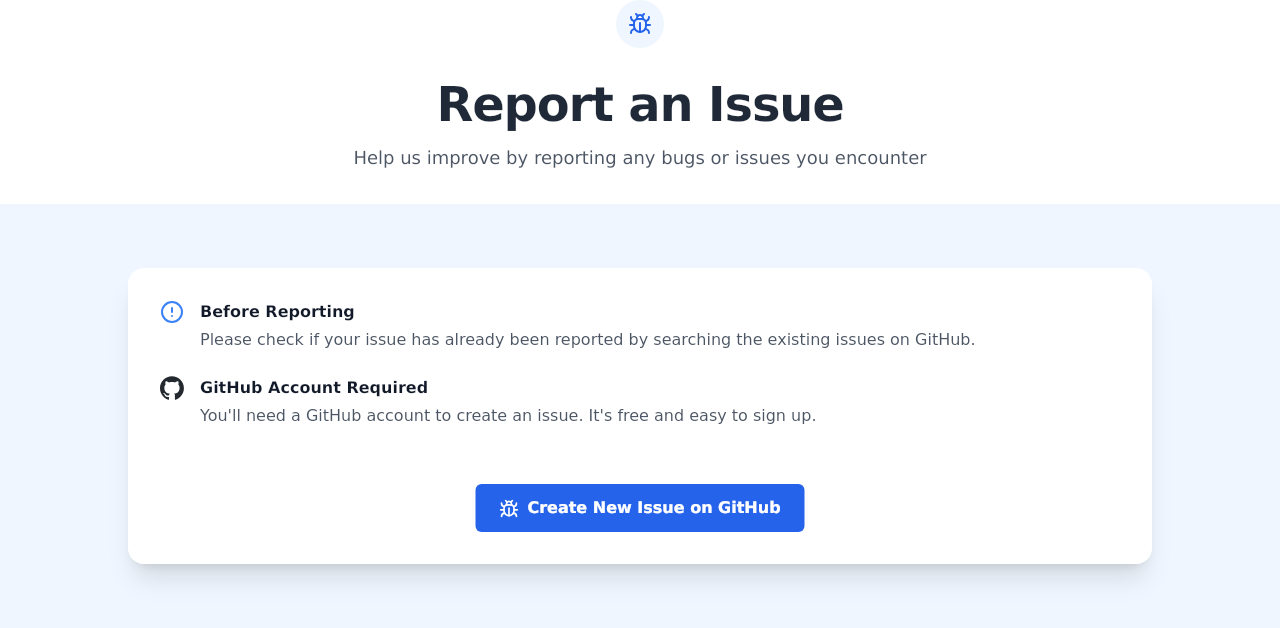 Report an Issue
Help us improve by reporting any bugs or issues you encounter
Before Reporting
Please check if your issue has already been reported by searching the existing issues on GitHub.
GitHub Account Required
You'll need a GitHub account to create an issue. It's free and easy to sign up.
Create New Issue on GitHub